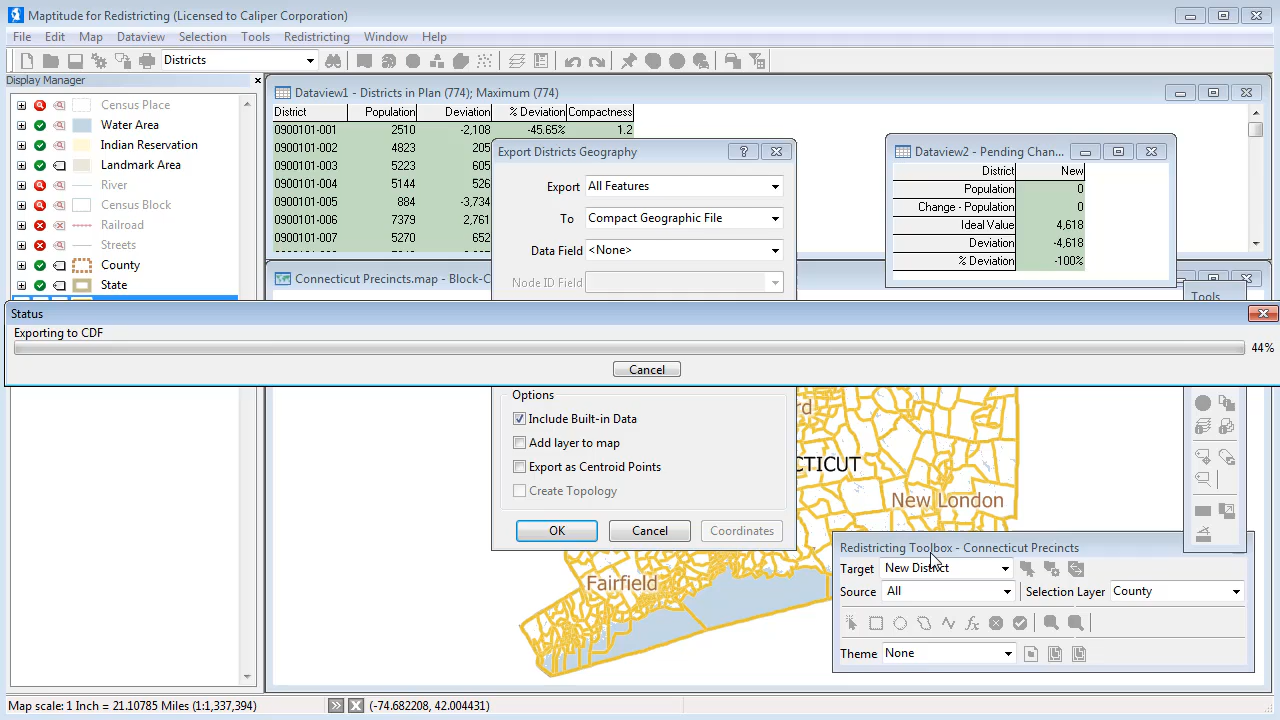 Maptitude for Redistricting (Licensed to Caliper Corporation)
File Edit Map Dataview Selection Tools Redistricting Window Help
Districts
Display Manager
Census Place
Water Area
Indian Reservation
Landmark Area
River
Census Block
Railroad
Streets
County
State
Dataview1 - Districts in Plan (774); Maximum (774)
District Population Deviation % Deviation Compactness
0900101-001 2510 -2,108 -45.65% 1.2
0900101-002 4823 205
0900101-003 5223 605
0900101-004 5144 526
0900101-005 884 -3,734
0900101-006 7379 2,761
0900101-007 5270 652
Export Districts Geography
Export All Features
To Compact Geographic File
Data Field <None>
Node ID Field
Dataview2 - Pending Chan...
District New
Population 0
Change - Population 0
Ideal Value 4,618
Deviation -4,618
% Deviation -100%
Connecticut Precincts.map - Block-C
Tools
Status
Exporting to CDF
44%
Cancel
Options
Include Built-in Data
Add layer to map
Export as Centroid Points
Create Topology
OK Cancel Coordinates
rd
CTICUT
New London
Fairfield
Redistricting Toolbox - Connecticut Precincts
Target New District
Source All Selection Layer County
Theme None
Map scale: 1 Inch = 21.10785 Miles (1:1,337,394) (-74.682208, 42.004431)